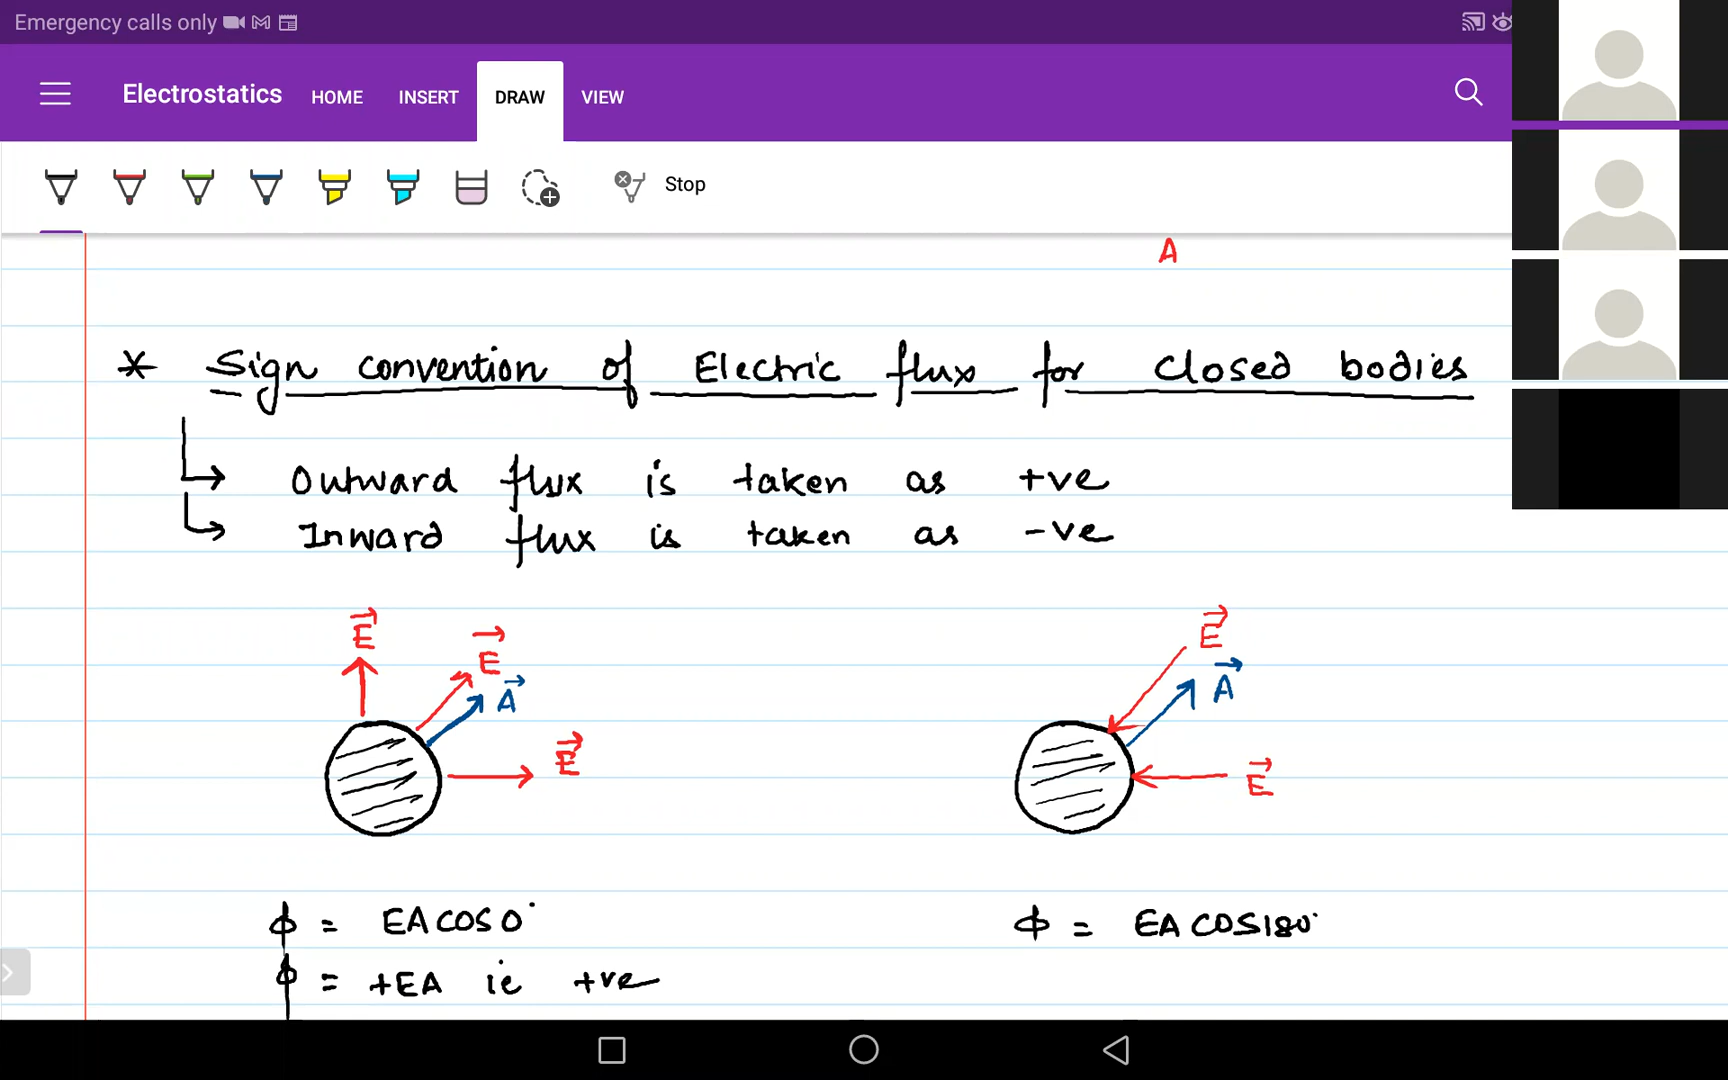 Emergency calls only
Electrostatics HOME INSERT DRAW VIEW
Stop
A
* Sign convention of Electric flux for closed bodies
↳ Outward flux is taken as +ve
↳ Inward flux is taken as -ve
E⃗
E⃗
A⃗
E⃗
E⃗
A⃗
E⃗
ϕ = EA COS 0°
ϕ = EA COS180°
ϕ = +EA ie +ve